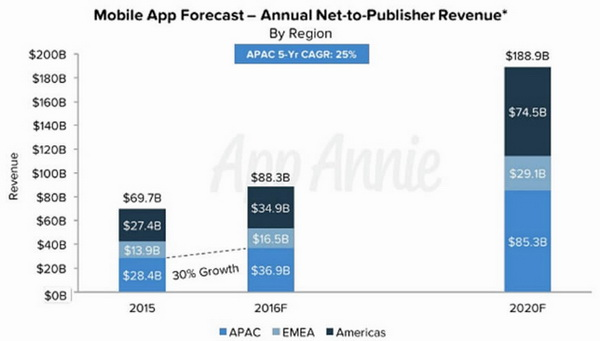 Mobile App Forecast – Annual Net-to-Publisher Revenue*
By Region
APAC 5-Yr CAGR: 25%
Revenue
$200B
$180B
$160B
$140B
$120B
$100B
$80B
$60B
$40B
$20B
$0B
App Annie
$69.7B
$27.4B
$13.9B
$28.4B
30% Growth
$88.3B
$34.9B
$16.5B
$36.9B
$188.9B
$74.5B
$29.1B
$85.3B
2015 2016F 2020F
APAC EMEA Americas